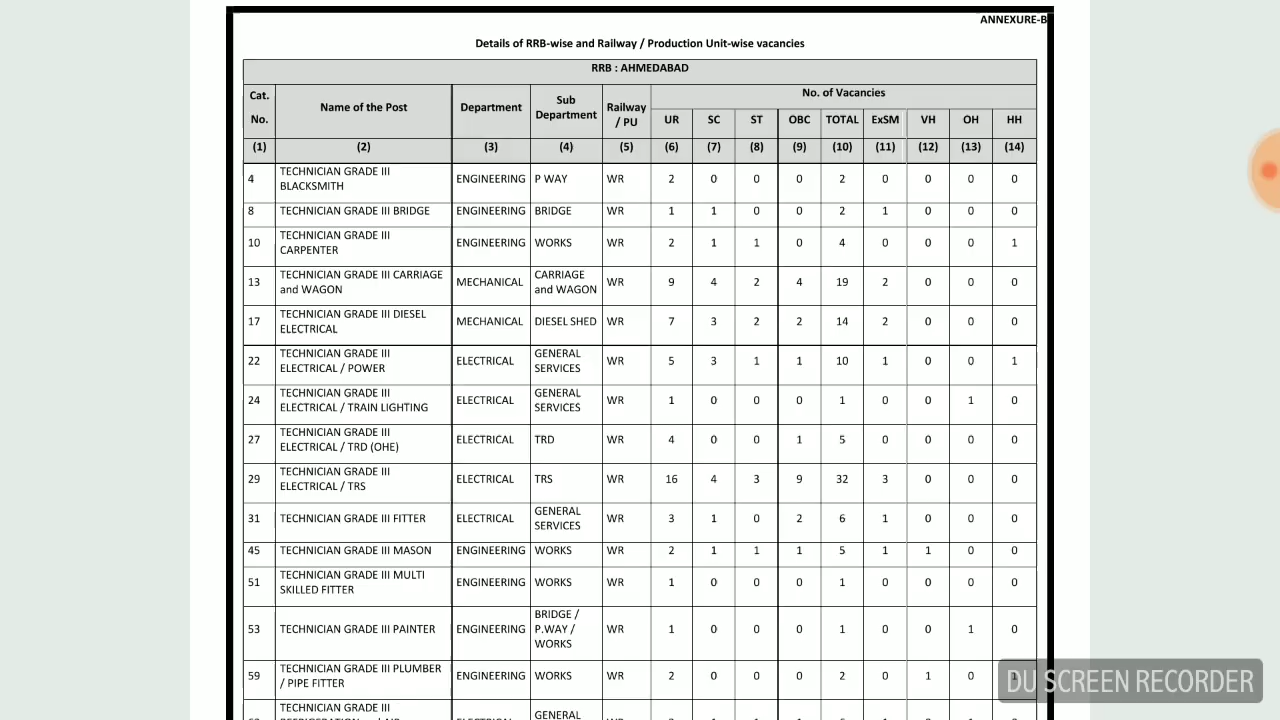 ANNEXURE-B
Details of RRB-wise and Railway / Production Unit-wise vacancies
RRB : AHMEDABAD
Cat. No. Name of the Post Department Sub Department Railway / PU No. of Vacancies
UR SC ST OBC TOTAL ExSM VH OH HH
(1) (2) (3) (4) (5) (6) (7) (8) (9) (10) (11) (12) (13) (14)
4 TECHNICIAN GRADE III BLACKSMITH ENGINEERING P WAY WR 2 0 0 0 2 0 0 0 0
8 TECHNICIAN GRADE III BRIDGE ENGINEERING BRIDGE WR 1 1 0 0 2 1 0 0 0
10 TECHNICIAN GRADE III CARPENTER ENGINEERING WORKS WR 2 1 1 0 4 0 0 0 1
13 TECHNICIAN GRADE III CARRIAGE and WAGON MECHANICAL CARRIAGE and WAGON WR 9 4 2 4 19 2 0 0 0
17 TECHNICIAN GRADE III DIESEL ELECTRICAL MECHANICAL DIESEL SHED WR 7 3 2 2 14 2 0 0 0
22 TECHNICIAN GRADE III ELECTRICAL / POWER ELECTRICAL GENERAL SERVICES WR 5 3 1 1 10 1 0 0 1
24 TECHNICIAN GRADE III ELECTRICAL / TRAIN LIGHTING ELECTRICAL GENERAL SERVICES WR 1 0 0 0 1 0 0 1 0
27 TECHNICIAN GRADE III ELECTRICAL / TRD (OHE) ELECTRICAL TRD WR 4 0 0 1 5 0 0 0 0
29 TECHNICIAN GRADE III ELECTRICAL / TRS ELECTRICAL TRS WR 16 4 3 9 32 3 0 0 0
31 TECHNICIAN GRADE III FITTER ELECTRICAL GENERAL SERVICES WR 3 1 0 2 6 1 0 0 0
45 TECHNICIAN GRADE III MASON ENGINEERING WORKS WR 2 1 1 1 5 1 1 0 0
51 TECHNICIAN GRADE III MULTI SKILLED FITTER ENGINEERING WORKS WR 1 0 0 0 1 0 0 0 0
53 TECHNICIAN GRADE III PAINTER ENGINEERING BRIDGE / P.WAY / WORKS WR 1 0 0 0 1 0 0 1 0
59 TECHNICIAN GRADE III PLUMBER / PIPE FITTER ENGINEERING WORKS WR 2 0 0 0 2 0 1 0
TECHNICIAN GRADE III GENERAL
DU SCREEN RECORDER